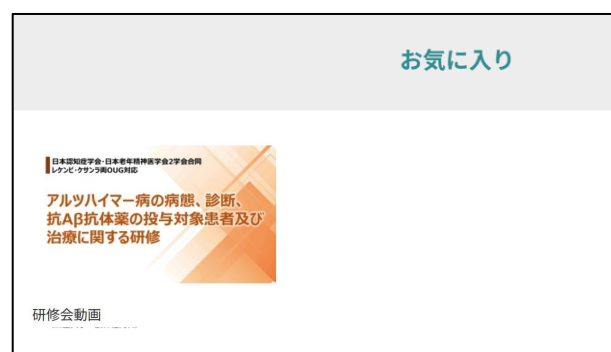 お気に入り
日本認知症学会・日本老年精神医学会2学会合同
レケンビ・ケサンラ両OUG対応
アルツハイマー病の病態、診断、
抗Aβ抗体薬の投与対象患者及び
治療に関する研修
研修会動画